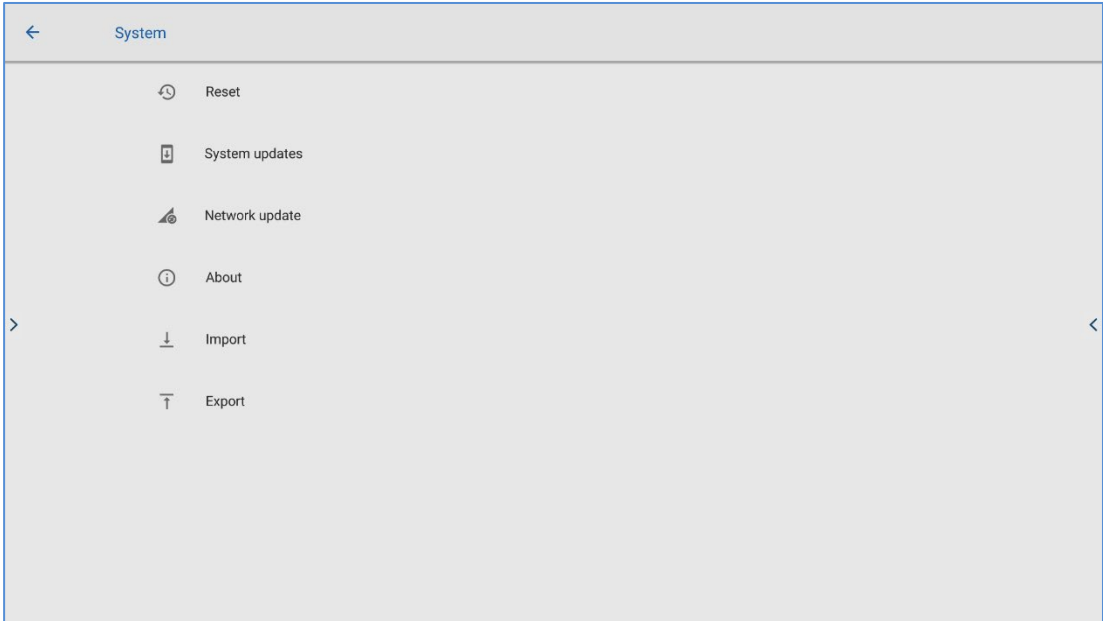 System
Reset
System updates
Network update
About
Import
Export